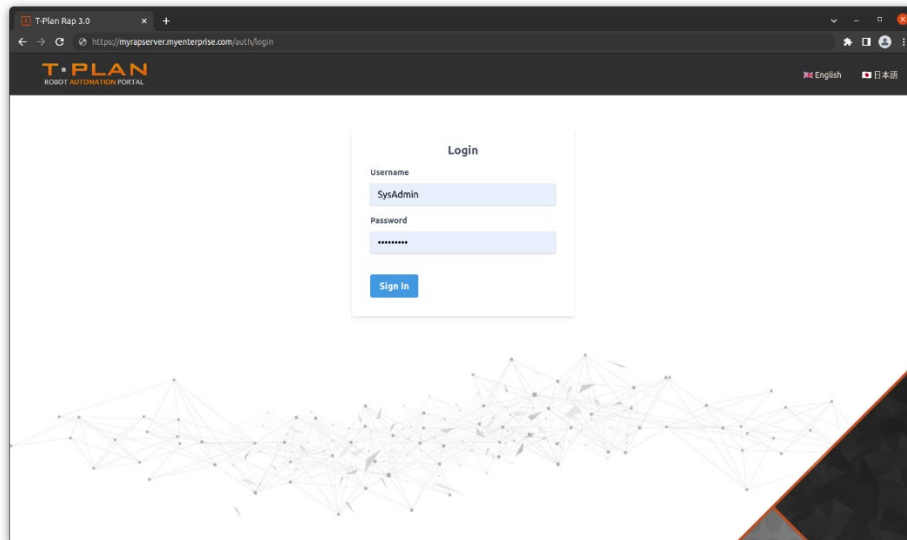 T-Plan Rap 3.0
https://myrapserver.myenterprise.com/auth/login
T·PLAN
ROBOT AUTOMATION PORTAL
English 日本語
Login
Username
SysAdmin
Password
•••••••••
Sign In